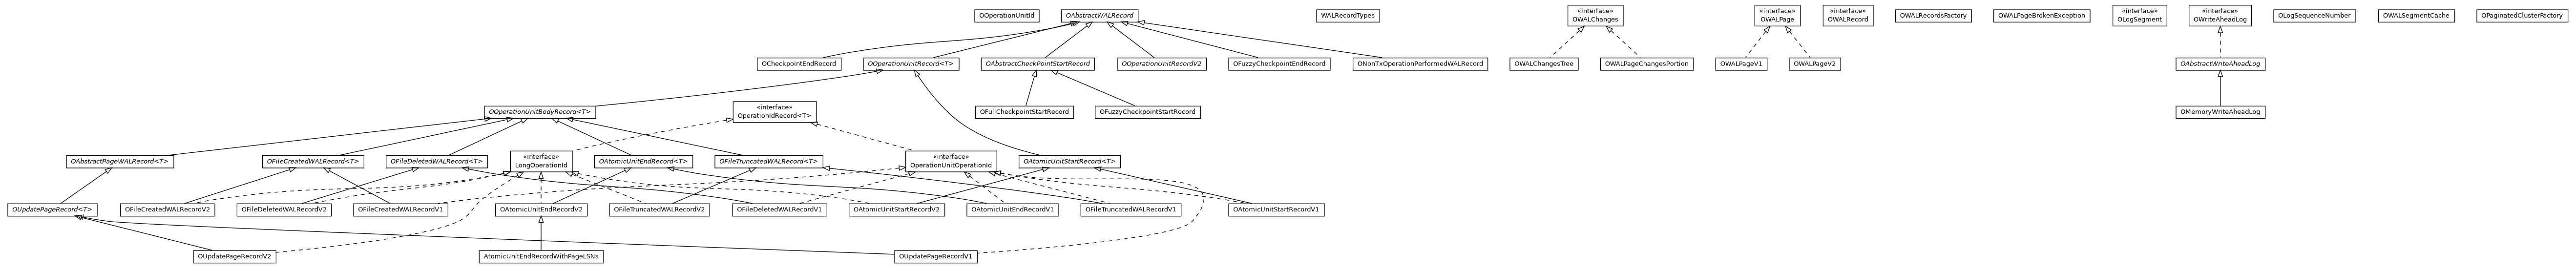 OOperationUnitId
OAbstractWALRecord
WALRecordTypes
«interface»
OWALChanges
«interface»
OWALPage
«interface»
OWALRecord
OWALRecordsFactory
OWALPageBrokenException
«interface»
OLogSegment
«interface»
OWriteAheadLog
OLogSequenceNumber
OWALSegmentCache
OPaginatedClusterFactory
OCheckpointEndRecord
OOperationUnitRecord<T>
OAbstractCheckPointStartRecord
OOperationUnitRecordV2
OFuzzyCheckpointEndRecord
ONonTxOperationPerformedWALRecord
OWALChangesTree
OWALPageChangesPortion
OWALPageV1
OWALPageV2
OAbstractWriteAheadLog
OOperationUnitBodyRecord<T>
«interface»
OperationIdRecord<T>
OFullCheckpointStartRecord
OFuzzyCheckpointStartRecord
OMemoryWriteAheadLog
OAbstractPageWALRecord<T>
OFileCreatedWALRecord<T>
OFileDeletedWALRecord<T>
«interface»
LongOperationId
OAtomicUnitEndRecord<T>
OFileTruncatedWALRecord<T>
«interface»
OperationUnitOperationId
OAtomicUnitStartRecord<T>
OUpdatePageRecord<T>
OFileCreatedWALRecordV2
OFileDeletedWALRecordV2
OFileCreatedWALRecordV1
OAtomicUnitEndRecordV2
OFileTruncatedWALRecordV2
OFileDeletedWALRecordV1
OAtomicUnitStartRecordV2
OAtomicUnitEndRecordV1
OFileTruncatedWALRecordV1
OAtomicUnitStartRecordV1
OUpdatePageRecordV2
AtomicUnitEndRecordWithPageLSNs
OUpdatePageRecordV1